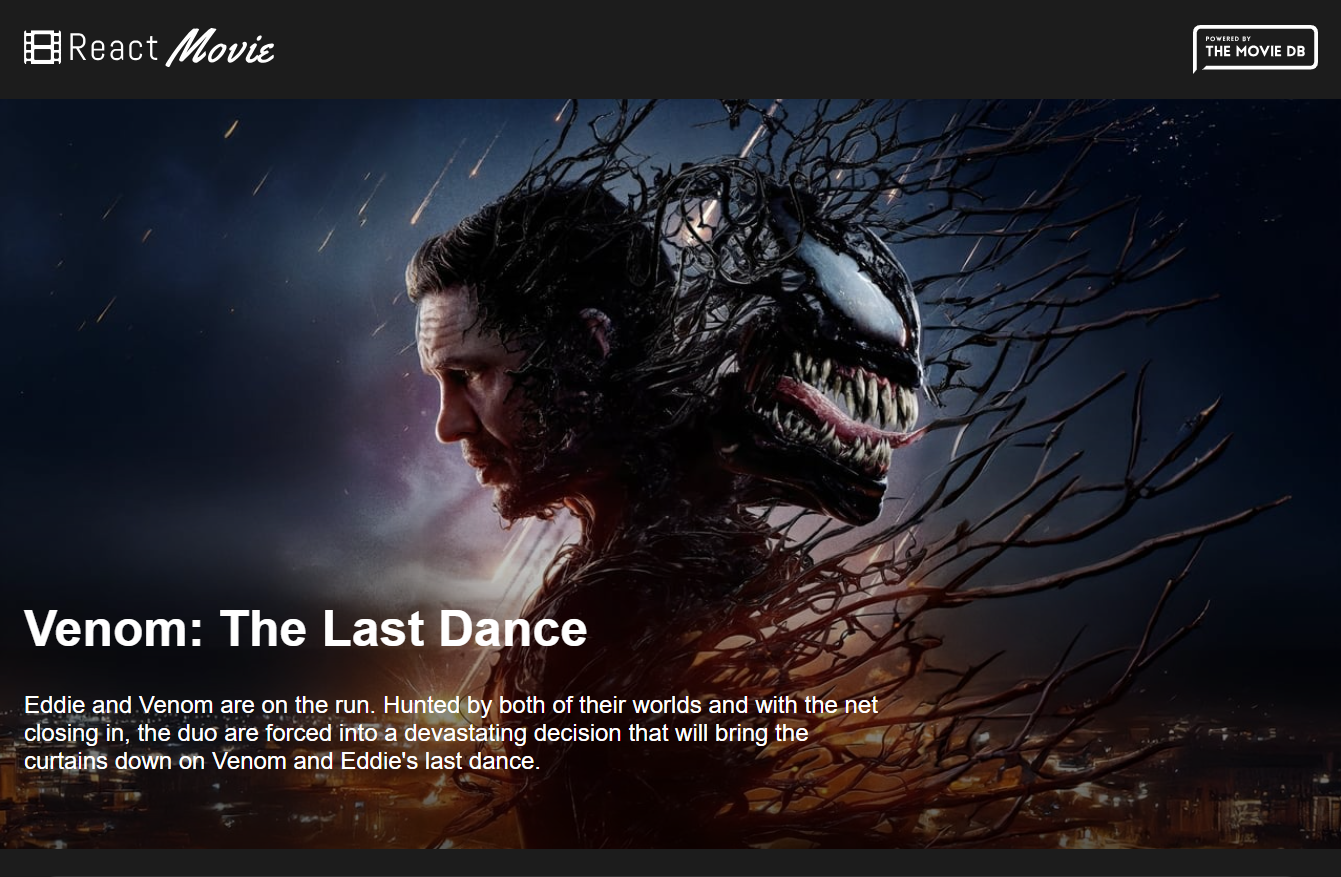 React Movie
POWERED BY
THE MOVIE DB
Venom: The Last Dance
Eddie and Venom are on the run. Hunted by both of their worlds and with the net
closing in, the duo are forced into a devastating decision that will bring the
curtains down on Venom and Eddie's last dance.